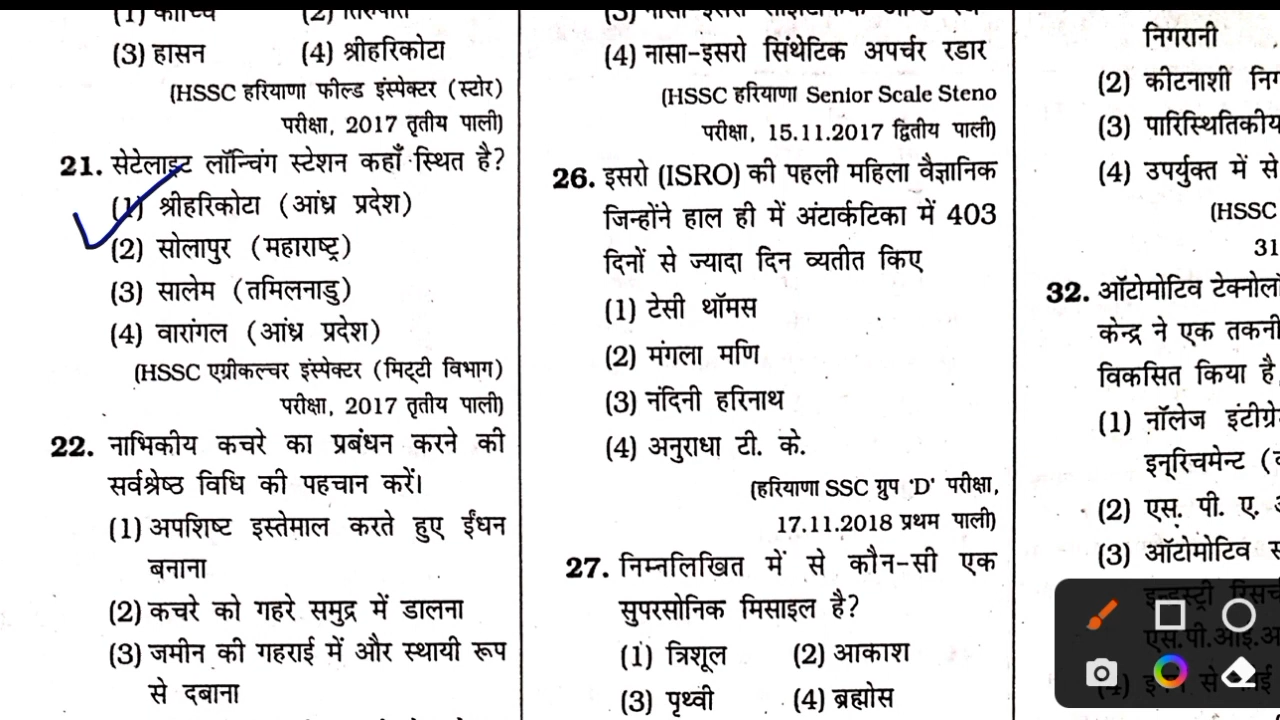 (3) हासन (4) श्रीहरिकोटा
(HSSC हरियाणा फील्ड इंस्पेक्टर (स्टोर)
परीक्षा, 2017 तृतीय पाली)
21. सेटेलाइट लॉन्चिंग स्टेशन कहाँ स्थित है?
(1) श्रीहरिकोटा (आंध्र प्रदेश)
(2) सोलापुर (महाराष्ट्र)
(3) सालेम (तमिलनाडु)
(4) वारांगल (आंध्र प्रदेश)
(HSSC एग्रीकल्चर इंस्पेक्टर (मिट्टी विभाग)
परीक्षा, 2017 तृतीय पाली)
22. नाभिकीय कचरे का प्रबंधन करने की
सर्वश्रेष्ठ विधि की पहचान करें।
(1) अपशिष्ट इस्तेमाल करते हुए ईंधन
बनाना
(2) कचरे को गहरे समुद्र में डालना
(3) जमीन की गहराई में और स्थायी रूप
से दबाना
(4) नासा-इसरो सिंथेटिक अपर्चर रडार
(HSSC हरियाणा Senior Scale Steno
परीक्षा, 15.11.2017 द्वितीय पाली)
26. इसरो (ISRO) की पहली महिला वैज्ञानिक
जिन्होंने हाल ही में अंटार्कटिका में 403
दिनों से ज्यादा दिन व्यतीत किए
(1) टेसी थॉमस
(2) मंगला मणि
(3) नंदिनी हरिनाथ
(4) अनुराधा टी. के.
(हरियाणा SSC ग्रुप 'D' परीक्षा,
17.11.2018 प्रथम पाली)
27. निम्नलिखित में से कौन-सी एक
सुपरसोनिक मिसाइल है?
(1) त्रिशूल (2) आकाश
(3) पृथ्वी (4) ब्रह्मोस
निगरानी
(2) कीटनाशी
(3) पारिस्थितिकीय
(4) उपर्युक्त में से
(HSSC
31
32. ऑटोमोटिव
केन्द्र ने एक
विकसित किया है
(1) नॉलेज
इन्रिचमेन्ट
(2) एस. पी. ए.
(3) ऑटोमोटिव